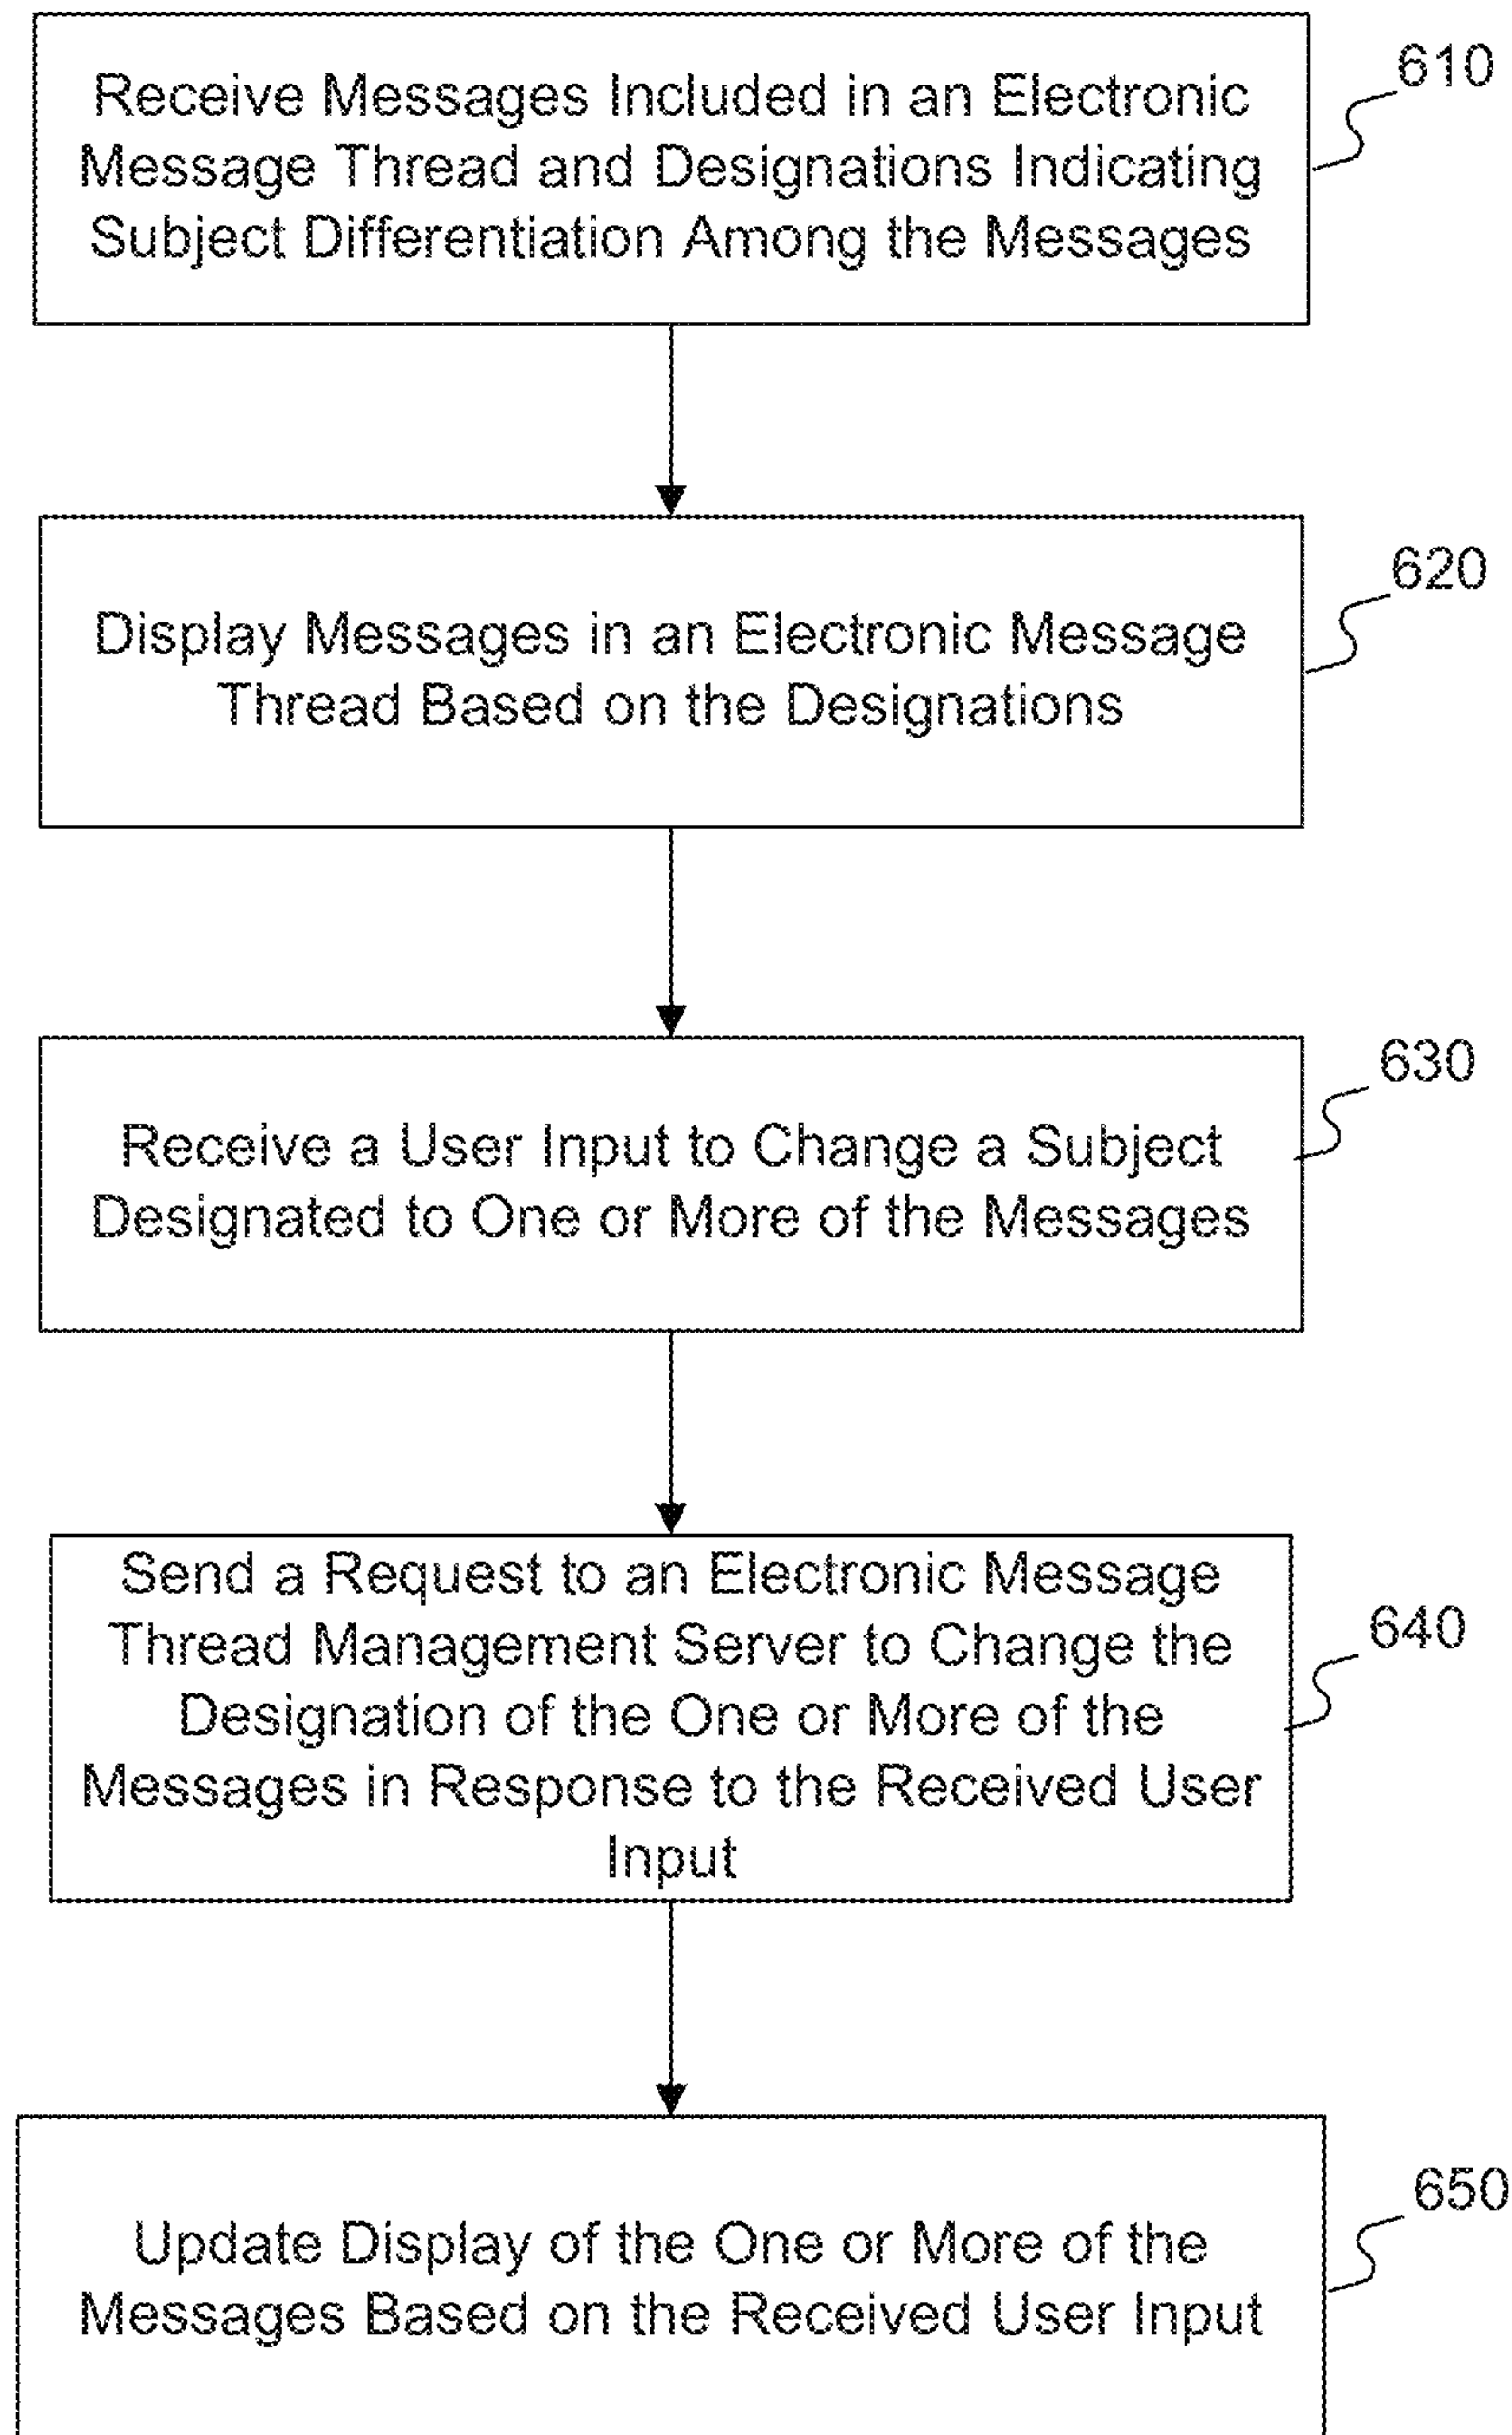 Receive Messages Included in an Electronic
Message Thread and Designations Indicating
Subject Differentiation Among the Messages
610
Display Messages in an Electronic Message
Thread Based on the Designations
620
Receive a User Input to Change a Subject
Designated to One or More of the Messages
630
Send a Request to an Electronic Message
Thread Management Server to Change the
Designation of the One or More of the
Messages in Response to the Received User
Input
640
Update Display of the One or More of the
Messages Based on the Received User Input
650